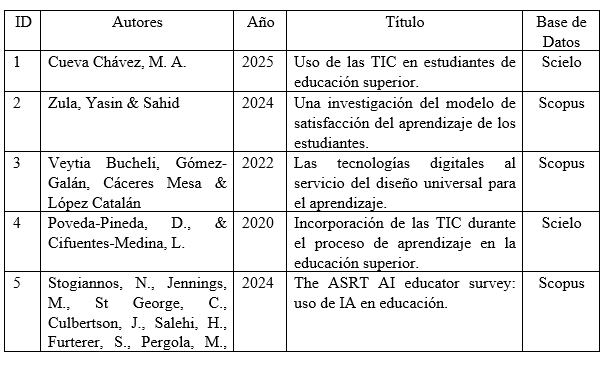 ID Autores Año Título Base de
Datos
1 Cueva Chávez, M. A. 2025 Uso de las TIC en estudiantes de Scielo
educación superior.
2 Zula, Yasin & Sahid 2024 Una investigación del modelo de Scopus
satisfacción del aprendizaje de los
estudiantes.
3 Veytia Bucheli, Gómez- 2022 Las tecnologías digitales al Scopus
Galán, Cáceres Mesa & servicio del diseño universal para
López Catalán el aprendizaje.
4 Poveda-Pineda, D., & 2020 Incorporación de las TIC durante Scielo
Cifuentes-Medina, L. el proceso de aprendizaje en la
educación superior.
5 Stogiannos, N., Jennings, 2024 The ASRT AI educator survey: Scopus
M., St George, C., uso de IA en educación.
Culbertson, J., Salehi, H.,
Furterer, S., Pergola, M.,